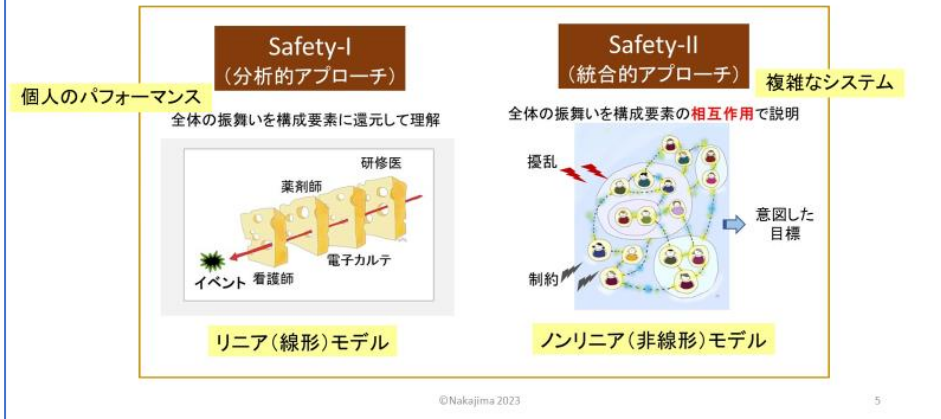 Safety-I
(分析的アプローチ)
個人のパフォーマンス
全体の振舞いを構成要素に還元して理解
研修医
薬剤師
電子カルテ
看護師
イベント
リニア(線形)モデル
Safety-II
(統合的アプローチ)
複雑なシステム
全体の振舞いを構成要素の相互作用で説明
擾乱
制約
意図した
目標
ノンリニア(非線形)モデル
©Nakajima 2023
5